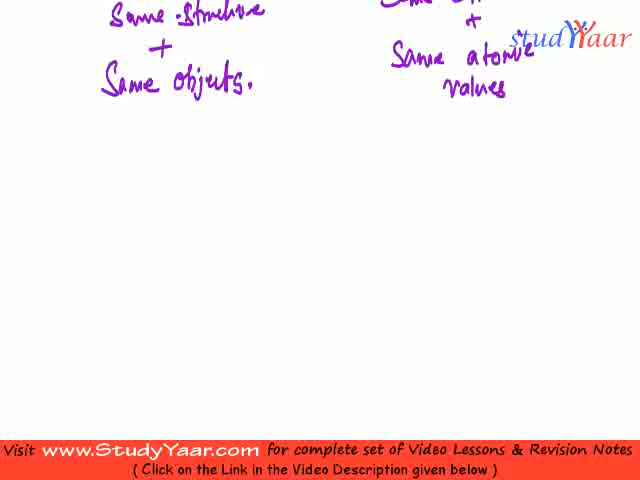 Same structure
+
Same objects.
+
Same atomic
values
studYYaar
Visit www.StudyYaar.com for complete set of Video Lessons & Revision Notes
( Click on the Link in the Video Description given below )